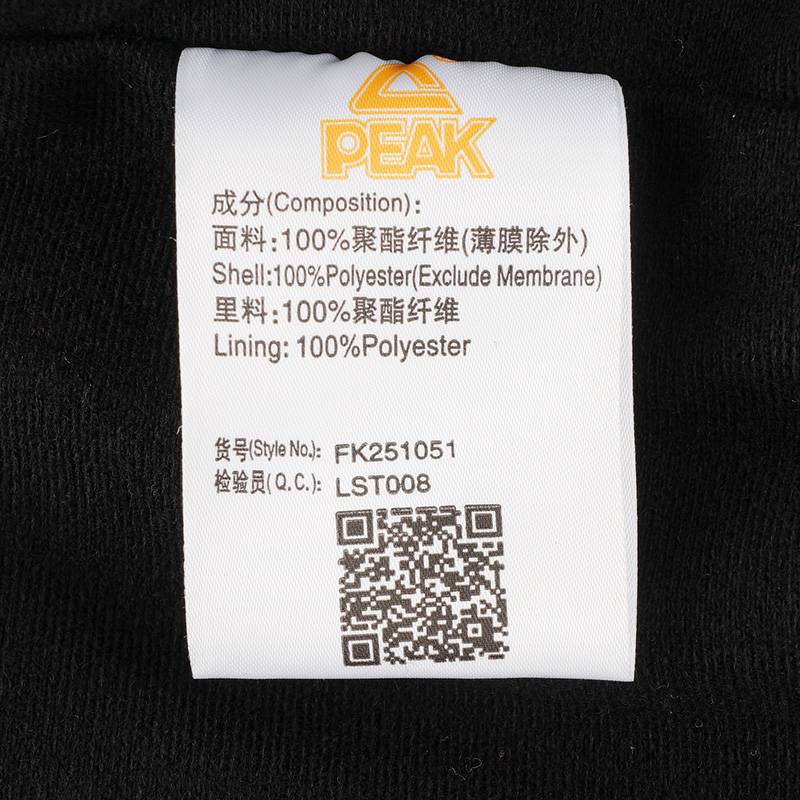 PEAK
成分(Composition):
面料:100%聚酯纤维(薄膜除外)
Shell:100%Polyester(Exclude Membrane)
里料:100%聚酯纤维
Lining: 100%Polyester
货号(Style No.): FK251051
检验员(Q.C.): LST008